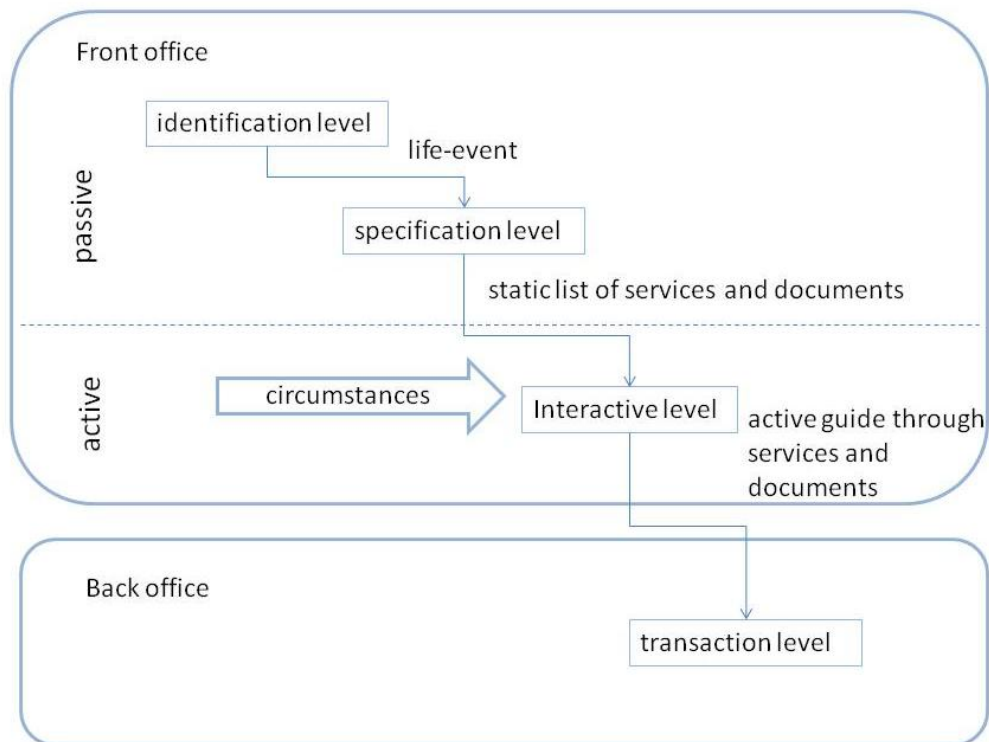 Front office
identification level
life-event
passive
specification level
static list of services and documents
active
circumstances
Interactive level
active guide through
services and
documents
Back office
transaction level